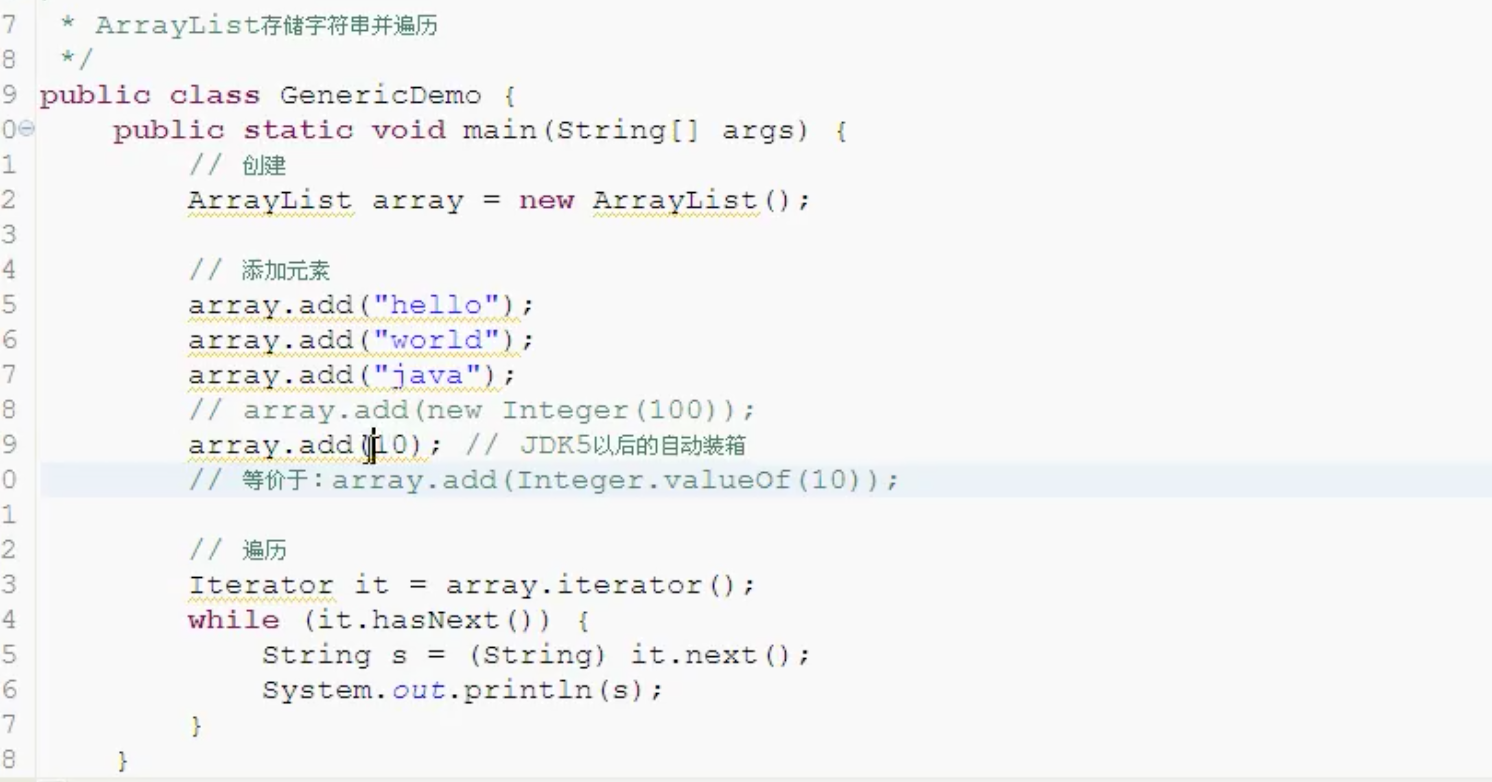 7 * ArrayList存储字符串并遍历
8 */
9 public class GenericDemo {
0 public static void main(String[] args) {
1 // 创建
2 ArrayList array = new ArrayList();
3
4 // 添加元素
5 array.add("hello");
6 array.add("world");
7 array.add("java");
8 // array.add(new Integer(100));
9 array.add(10); // JDK5以后的自动装箱
0 // 等价于：array.add(Integer.valueOf(10));
1
2 // 遍历
3 Iterator it = array.iterator();
4 while (it.hasNext()) {
5 String s = (String) it.next();
6 System.out.println(s);
7 }
8 }